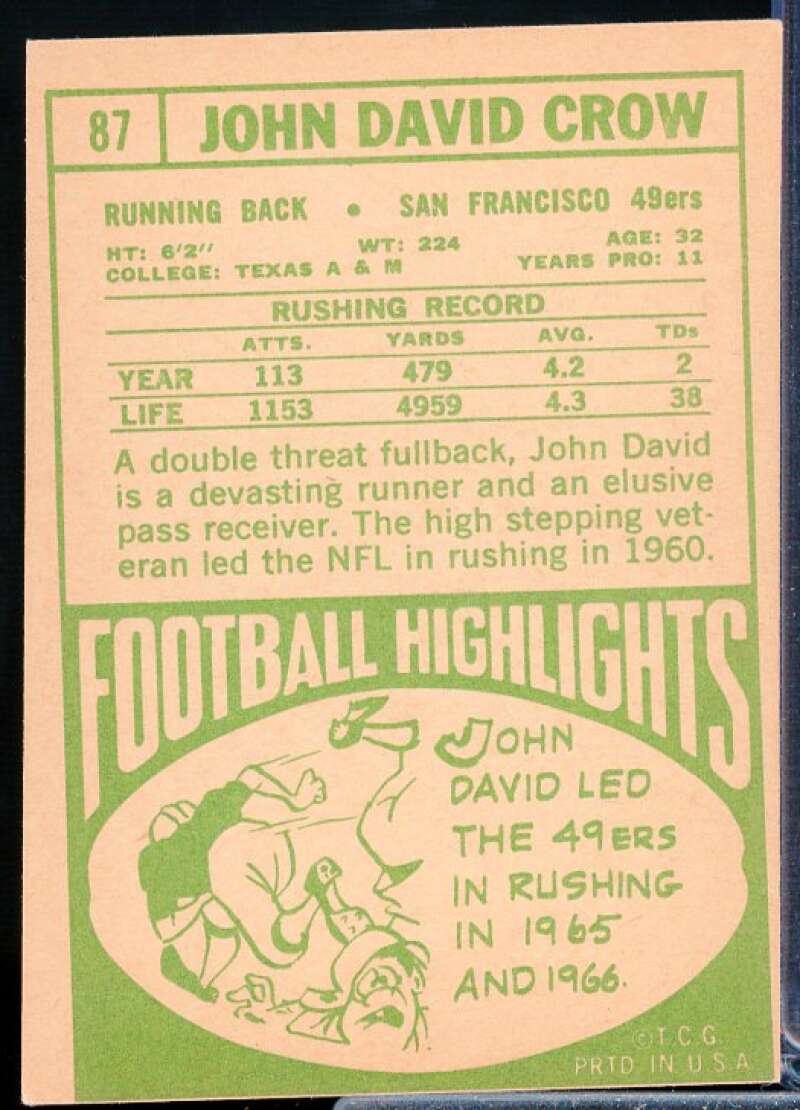 87 JOHN DAVID CROW
RUNNING BACK • SAN FRANCISCO 49ers
HT: 6'2" WT: 224 AGE: 32
COLLEGE: TEXAS A & M YEARS PRO: 11
RUSHING RECORD
ATTS. YARDS AVG. TDs
YEAR 113 479 4.2 2
LIFE 1153 4959 4.3 38
A double threat fullback, John David
is a devasting runner and an elusive
pass receiver. The high stepping vet-
eran led the NFL in rushing in 1960.
FOOTBALL HIGHLIGHTS
JOHN
DAVID LED
THE 49ERS
IN RUSHING
IN 1965
AND 1966.
©T.C.G.
PRTD IN U.S.A